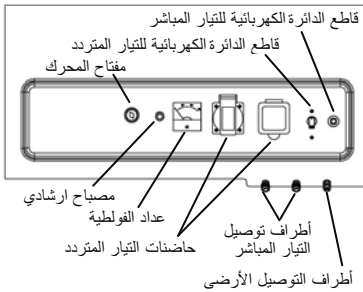 قاطع الدائرة الكهربائية للتيار المباشر
قاطع الدائرة الكهربائية للتيار المتردد
مفتاح المحرك
مصباح ارشادي
عداد الفولطية
حاضنات التيار المتردد
أطراف توصيل
التيار المباشر
أطراف التوصيل الأرضى